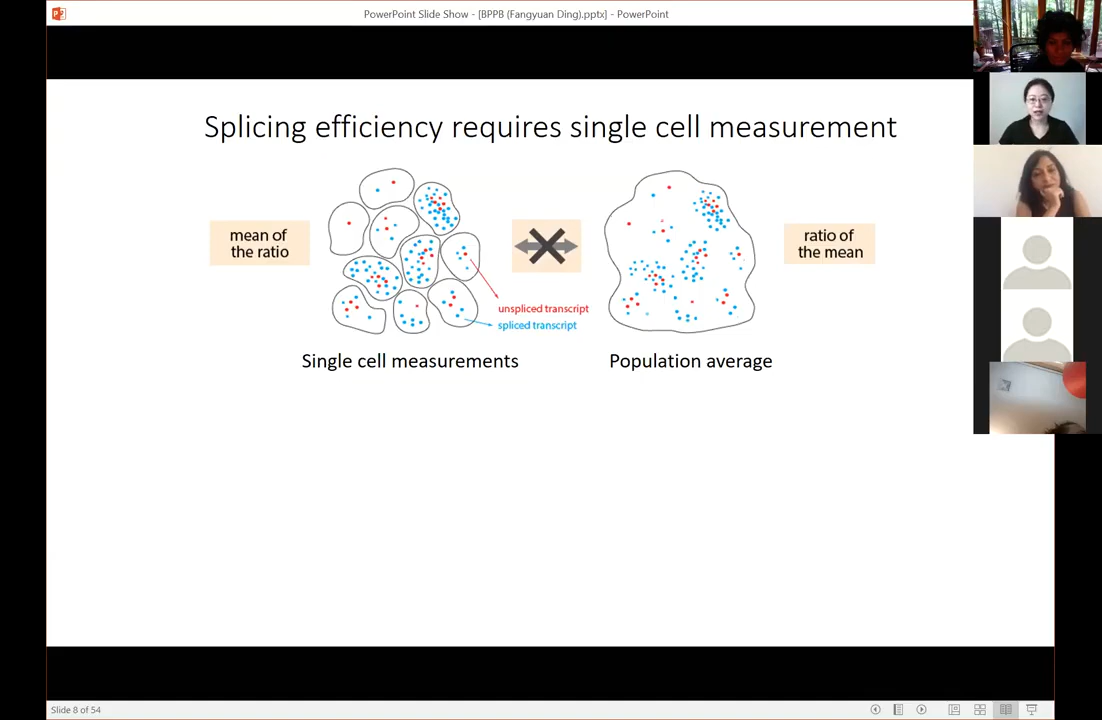 PowerPoint Slide Show - [BPPB (Fangyuan Ding).pptx] - PowerPoint
Splicing efficiency requires single cell measurement
mean of
the ratio
ratio of
the mean
unspliced transcript
spliced transcript
Single cell measurements
Population average
Slide 8 of 54